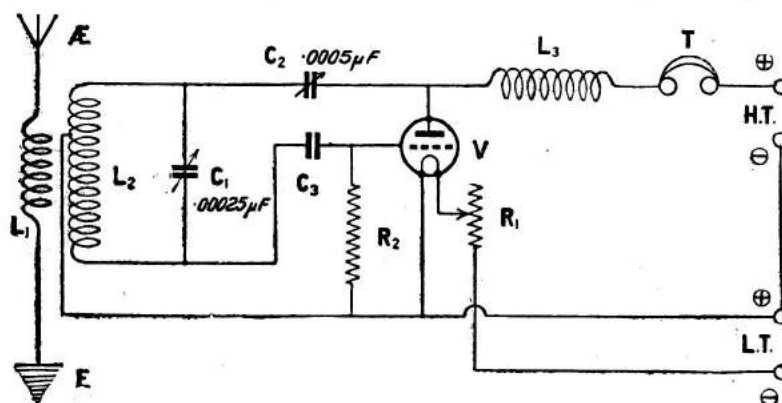 Æ
C₂ .0005µF
L₃
T
⊕
H.T.
⊖
L₁
L₂
C₁
.00025µF
C₃
V
R₂
R₁
⊕
L.T.
⊖
E